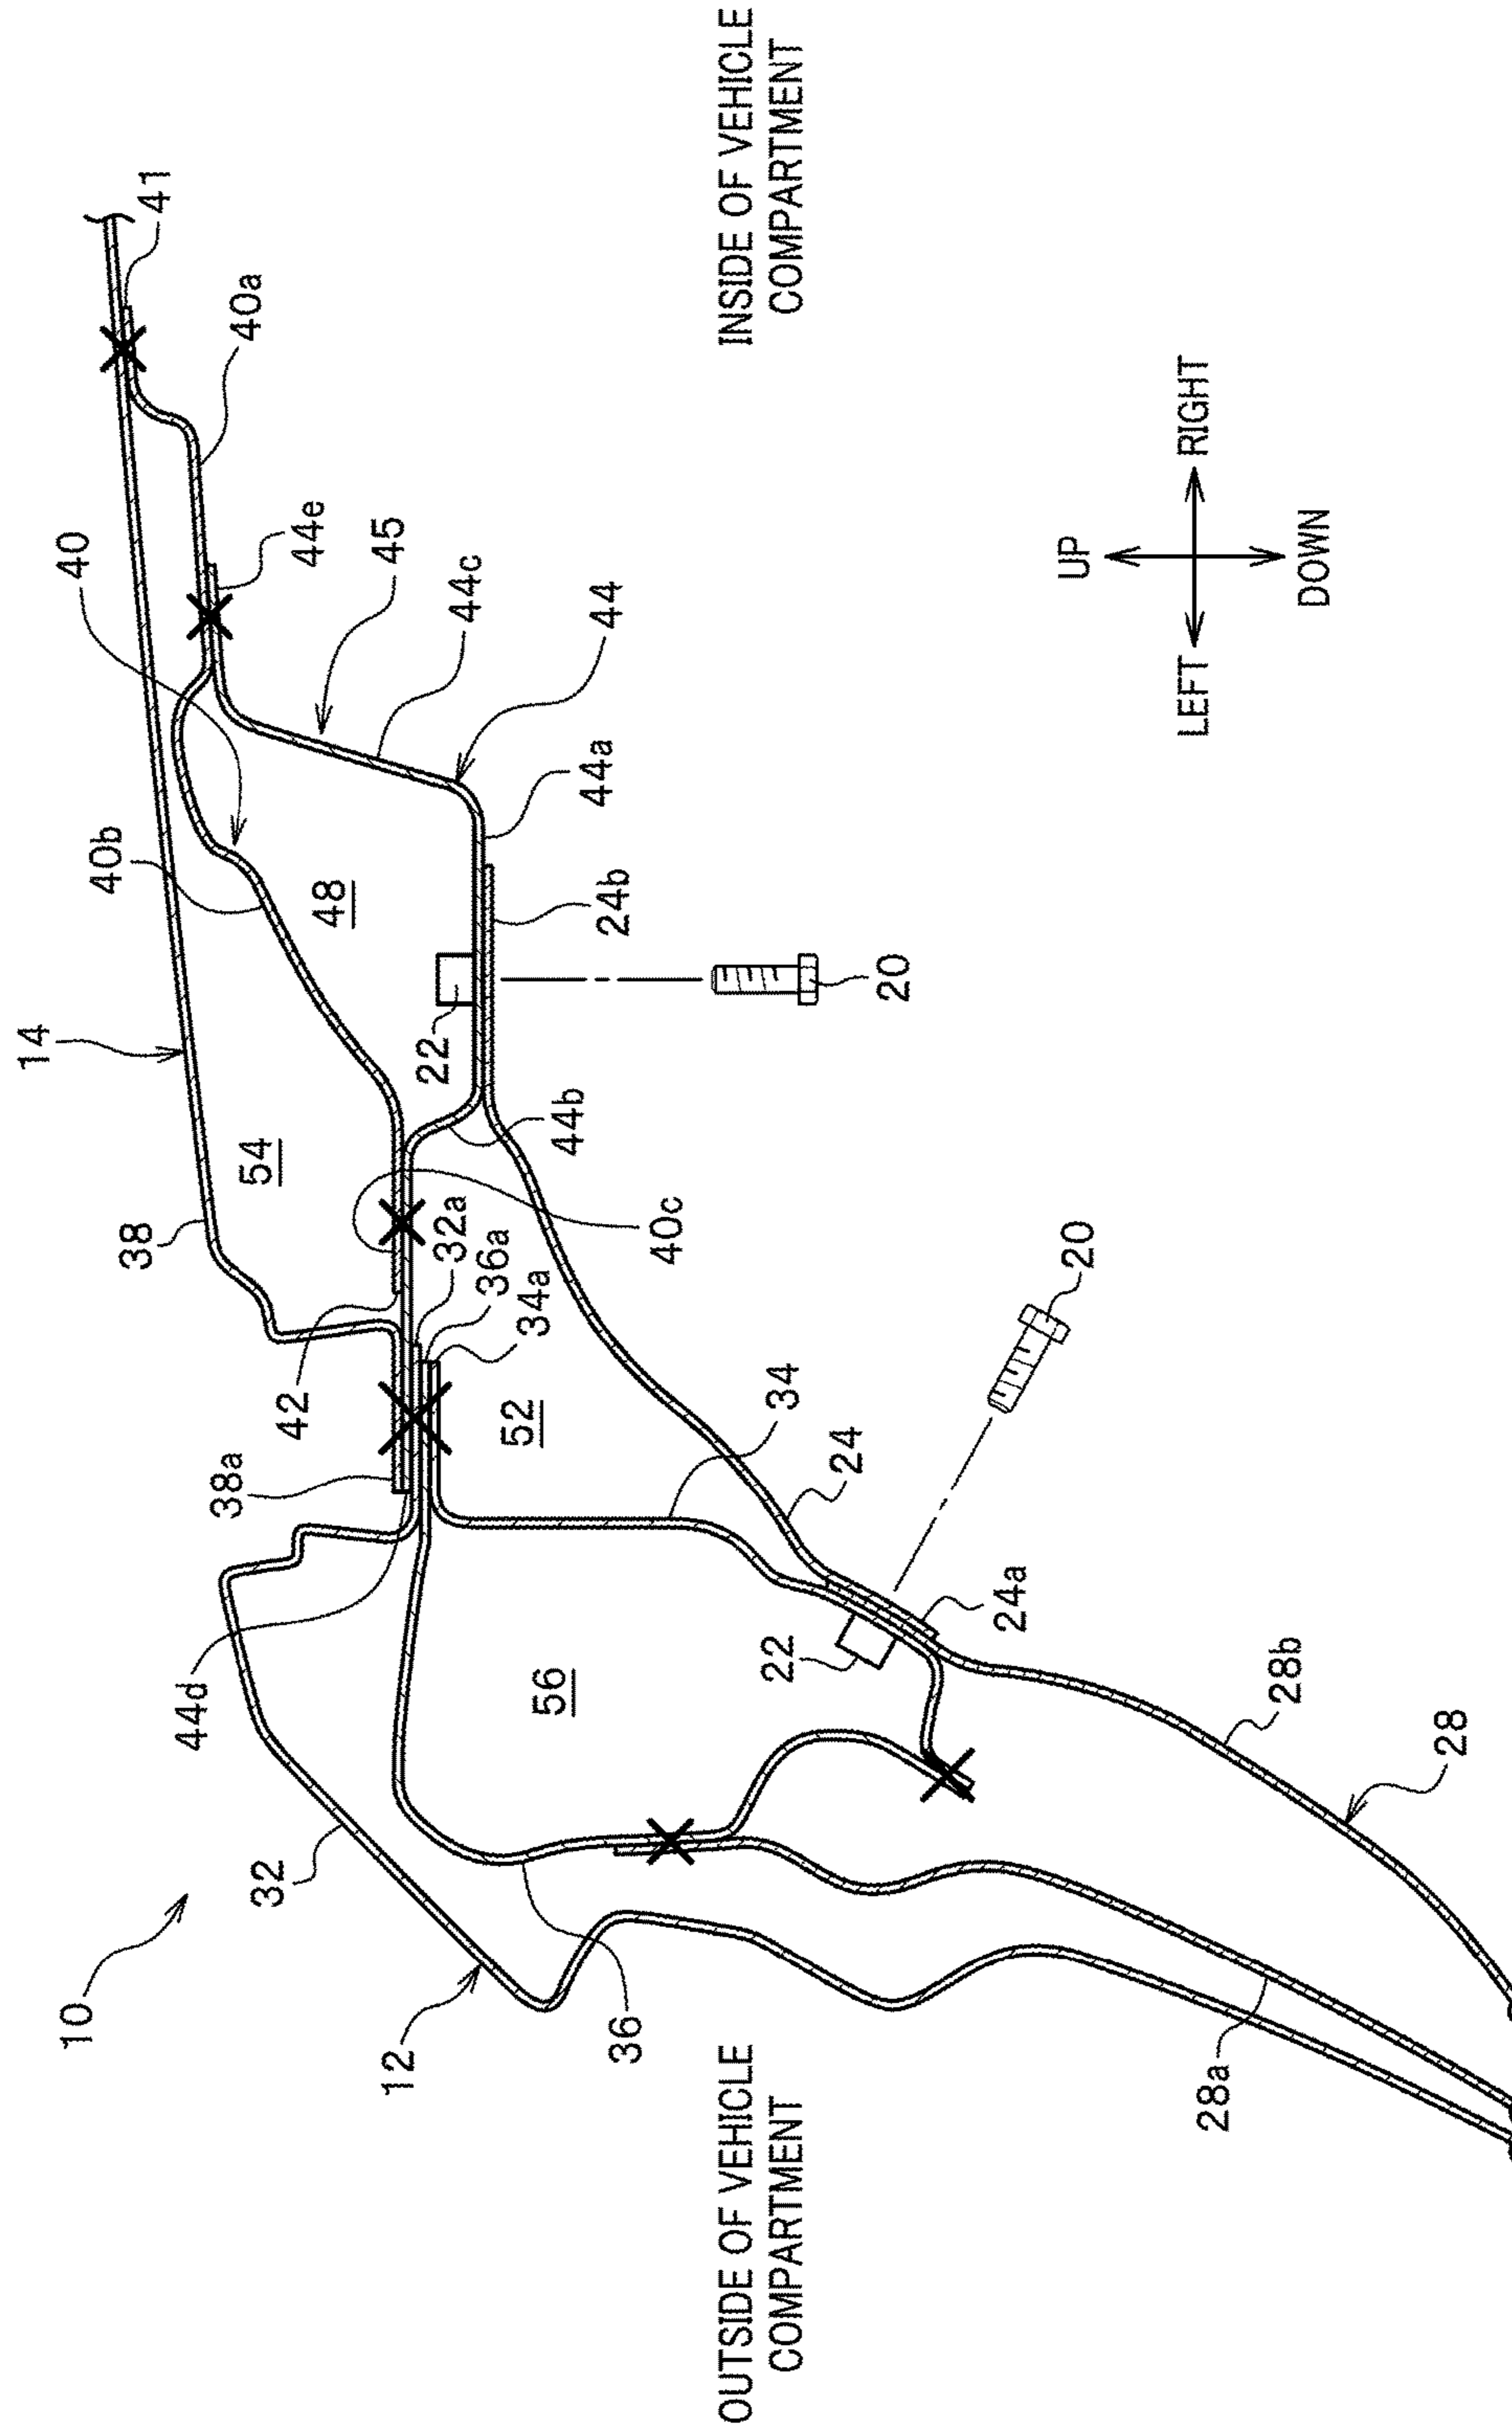 10
14
40
41
40a
40b
44e
45
44c
44
44a
38
54
48
22
24b
20
44b
42
40c
32a
36a
34a
38a
52
34
20
44d
24
32
56
22
24a
12
36
28b
28
28a
OUTSIDE OF VEHICLE
COMPARTMENT
INSIDE OF VEHICLE
COMPARTMENT
UP
LEFT
RIGHT
DOWN